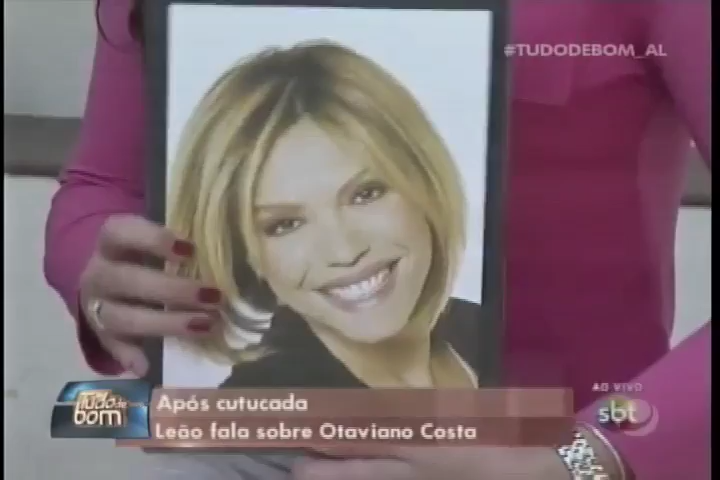 #TUDODEBOM_AL
AO VIVO
sbt
Tudo de
bom
Após cutucada
Leão fala sobre Otaviano Costa